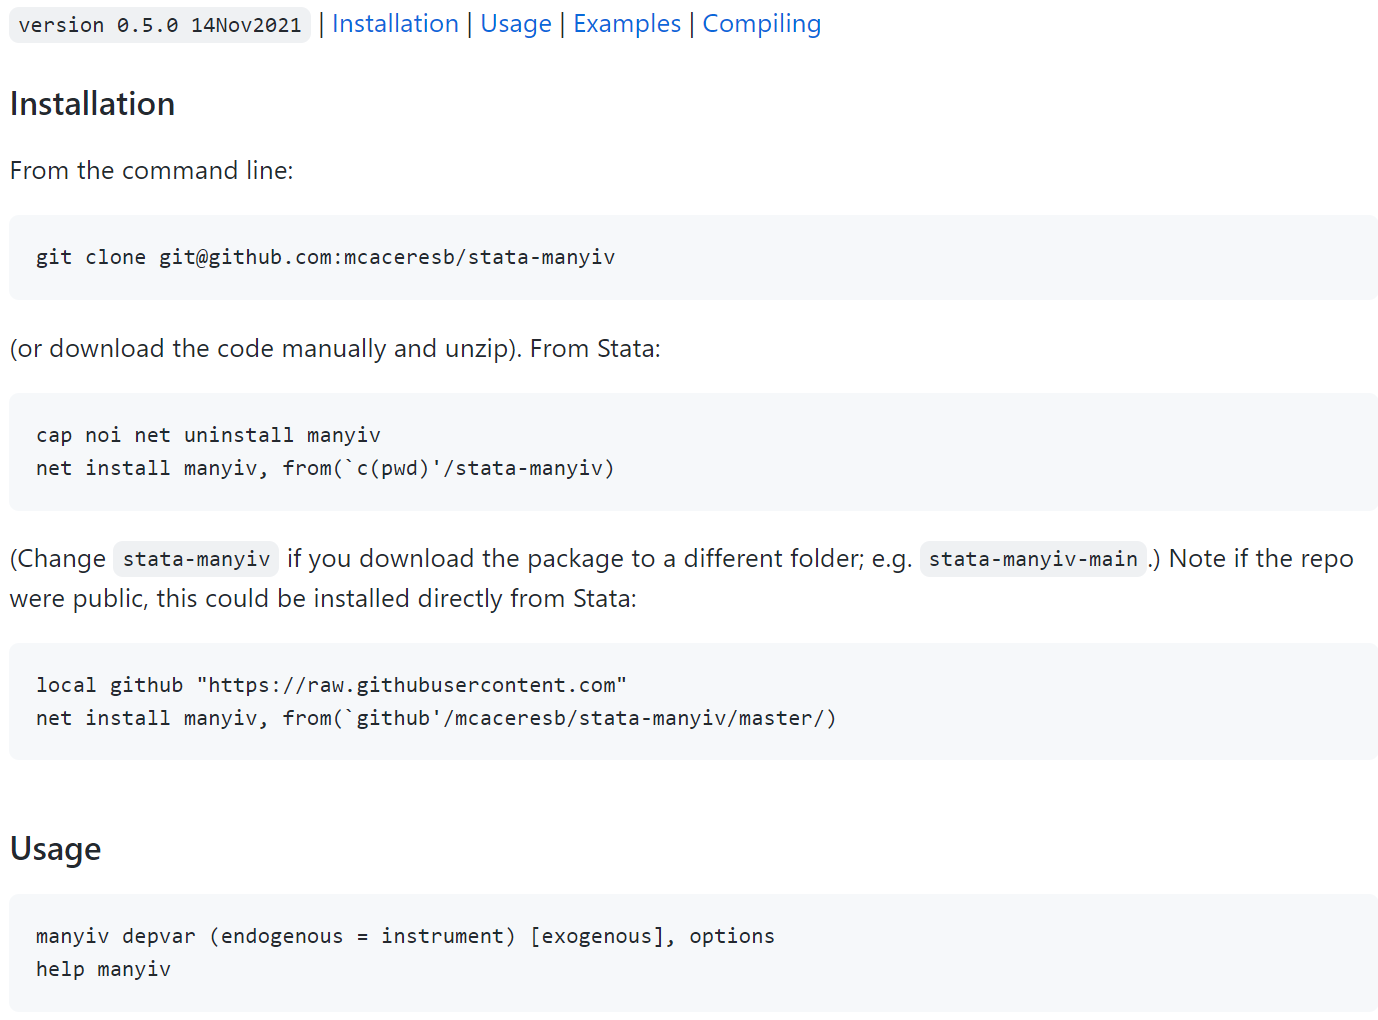 version 0.5.0 14Nov2021 | Installation | Usage | Examples | Compiling
Installation
From the command line:
git clone git@github.com:mcaceresb/stata-manyiv
(or download the code manually and unzip). From Stata:
cap noi net uninstall manyiv
net install manyiv, from(`c(pwd)'/stata-manyiv)
(Change stata-manyiv if you download the package to a different folder; e.g. stata-manyiv-main.) Note if the repo
were public, this could be installed directly from Stata:
local github "https://raw.githubusercontent.com"
net install manyiv, from(`github'/mcaceresb/stata-manyiv/master/)
Usage
manyiv depvar (endogenous = instrument) [exogenous], options
help manyiv